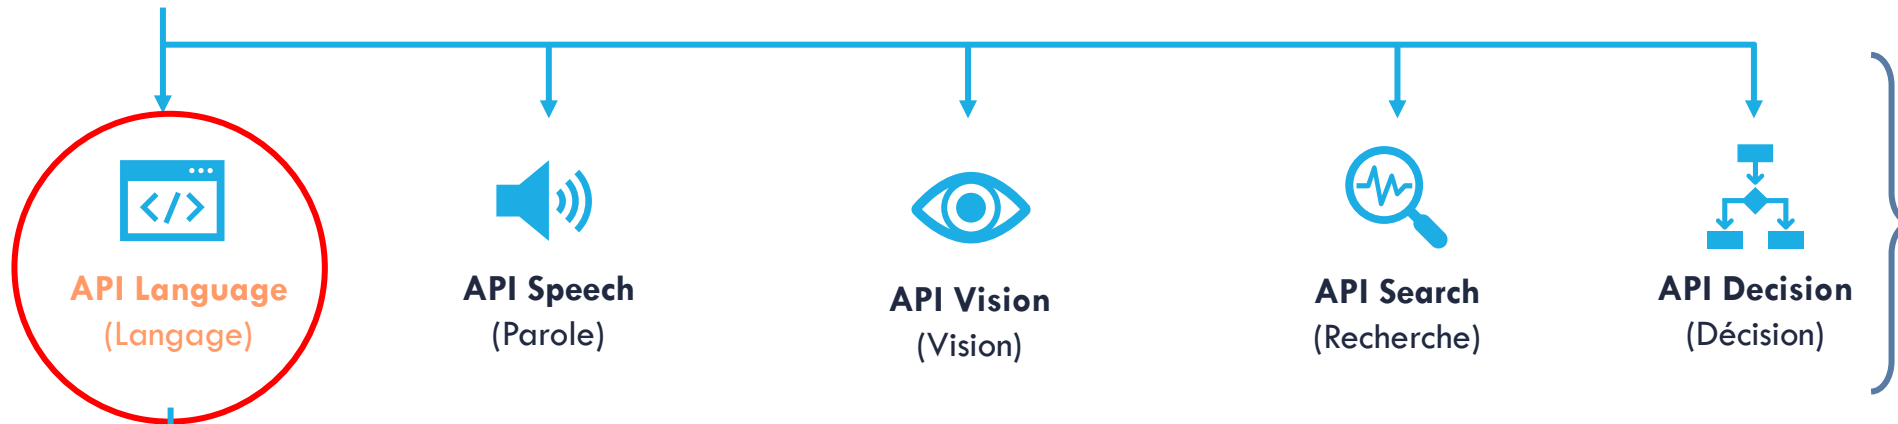 API Language
(Langage)
API Speech
(Parole)
API Vision
(Vision)
API Search
(Recherche)
API Decision
(Décision)